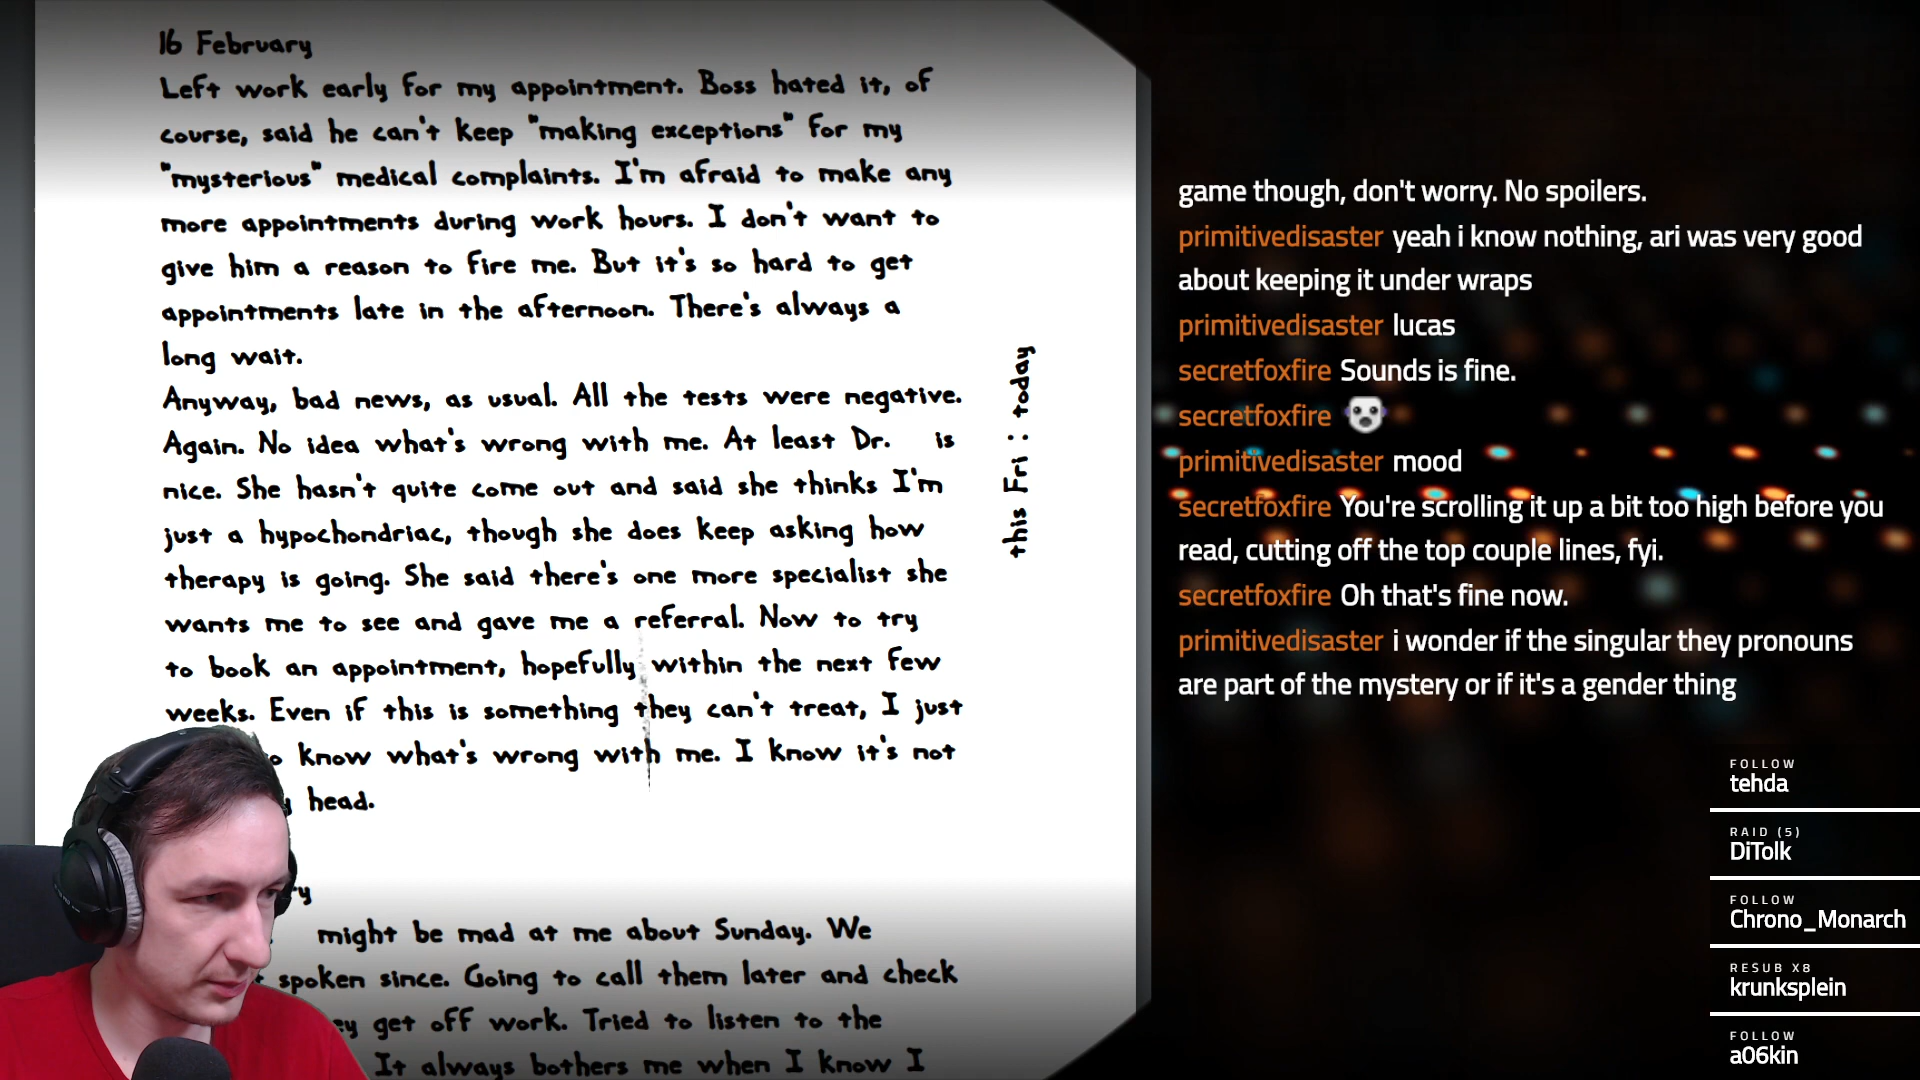 16 February
Left work early for my appointment. Boss hated it, of
course, said he can't keep "making exceptions" for my
"mysterious" medical complaints. I'm afraid to make any
more appointments during work hours. I don't want to
give him a reason to fire me. But it's so hard to get
appointments late in the afternoon. There's always a
long wait.
Anyway, bad news, as usual. All the tests were negative.
Again. No idea what's wrong with me. At least Dr. is
nice. She hasn't quite come out and said she thinks I'm
just a hypochondriac, though she does keep asking how
therapy is going. She said there's one more specialist she
wants me to see and gave me a referral. Now to try
to book an appointment, hopefully within the next few
weeks. Even if this is something they can't treat, I just
know what's wrong with me. I know it's not
head.
might be mad at me about Sunday. We
spoken since. Going to call them later and check
get off work. Tried to listen to the
It always bothers me when I know I
this Fri : today
game though, don't worry. No spoilers.
primitivedisaster yeah i know nothing, ari was very good
about keeping it under wraps
primitivedisaster lucas
secretfoxfire Sounds is fine.
secretfoxfire
primitivedisaster mood
secretfoxfire You're scrolling it up a bit too high before you
read, cutting off the top couple lines, fyi.
secretfoxfire Oh that's fine now.
primitivedisaster i wonder if the singular they pronouns
are part of the mystery or if it's a gender thing
FOLLOW
tehda
RAID (5)
DiTolk
FOLLOW
Chrono_Monarch
RESUB X8
krunksplein
FOLLOW
a06kin